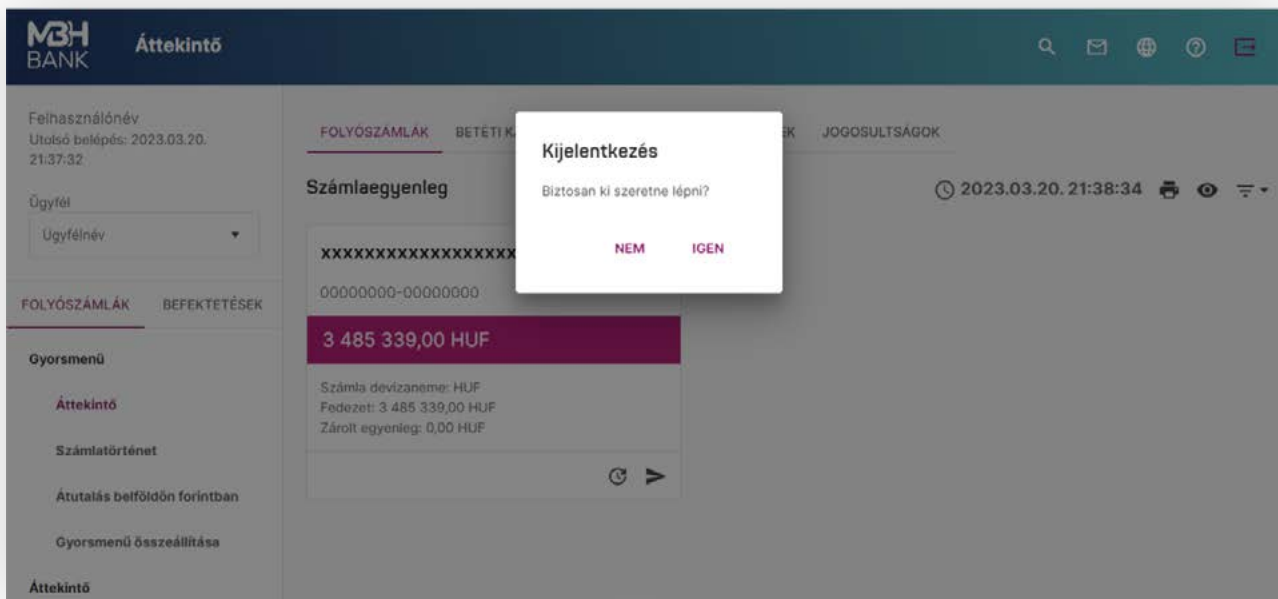 MBH
BANK
Áttekintő
Felhasználónév
Utolsó belépés: 2023.03.20.
21:37:32
Ügyfél
Ügyfélnév
FOLYÓSZÁMLÁK BEFEKTETÉSEK
Gyorsmenü
Áttekintő
Számlatörténet
Átutalás belföldön forintban
Gyorsmenü összeállítása
Áttekintő
FOLYÓSZÁMLÁK BETÉTI JOGOSULTSÁGOK
Számlaegyenleg
2023.03.20. 21:38:34
XXXXXXXXXXXXXXXXXX
00000000-00000000
3 485 339,00 HUF
Számla devizaneme: HUF
Fedezet: 3 485 339,00 HUF
Zárolt egyenleg: 0,00 HUF
Kijelentkezés
Biztosan ki szeretne lépni?
NEM IGEN